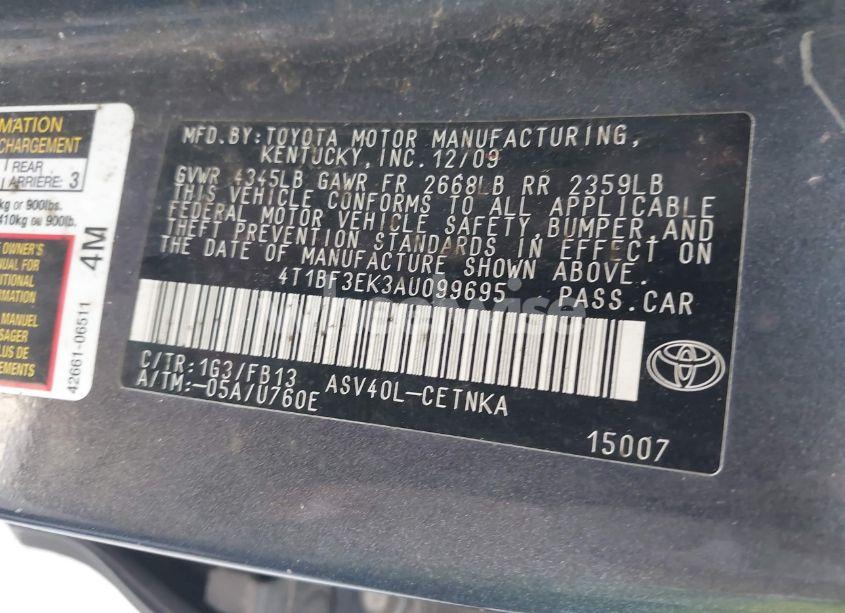 MATION
CHARGEMENT
REAR
ARRIÈRE: 3
kg or 900lbs.
410kg ou 900lb.
OWNER'S
UAL FOR
ITIONAL
RMATION
MANUEL
SAGER
LUS DE
EMENTS.
4M
42661-06511
MFD.BY:TOYOTA MOTOR MANUFACTURING,
KENTUCKY,INC.12/09
GVWR 4345LB GAWR FR 2668LB RR 2359LB
THIS VEHICLE CONFORMS TO ALL APPLICABLE
FEDERAL MOTOR VEHICLE SAFETY,BUMPER,AND
THEFT PREVENTION STANDARDS IN EFFECT ON
THE DATE OF MANUFACTURE SHOWN ABOVE.
4T1BF3EK3AU099695 PASS.CAR
C/TR:1G3/FB13
A/TM:-05A/U760E ASV40L-CETNKA
15007